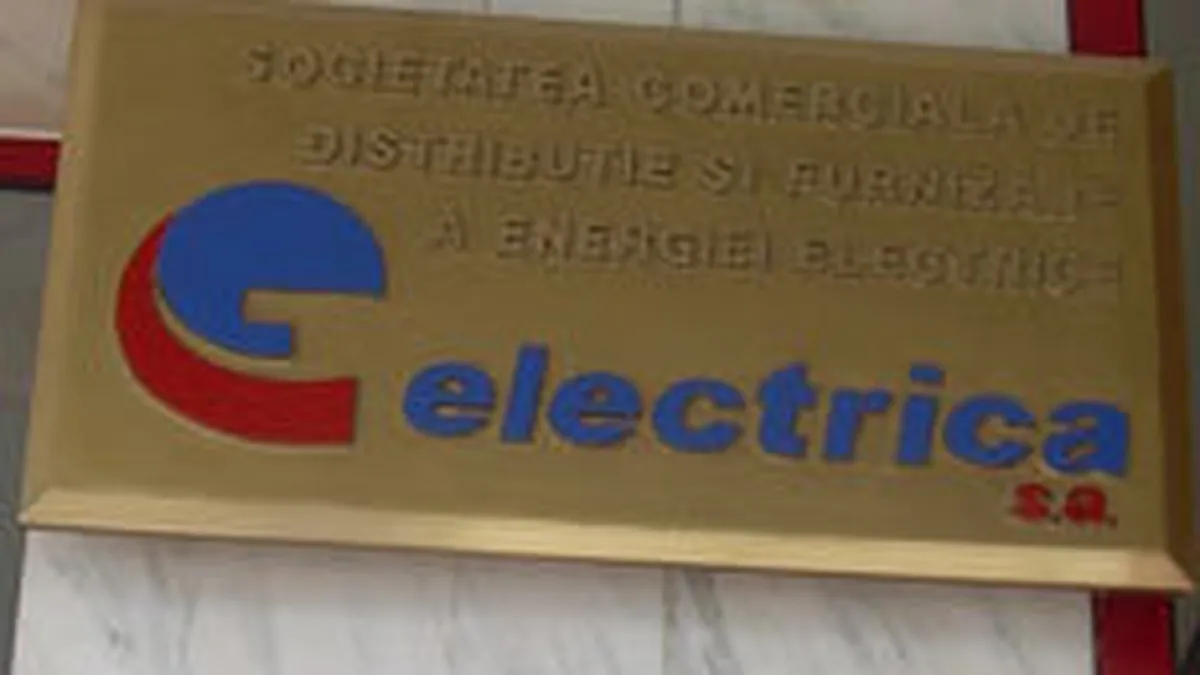 SOCIETATEA COMERCIALA DE
DISTRIBUTIE SI FURNIZARE
A ENERGIEI ELECTRICE
electrica
s.a.